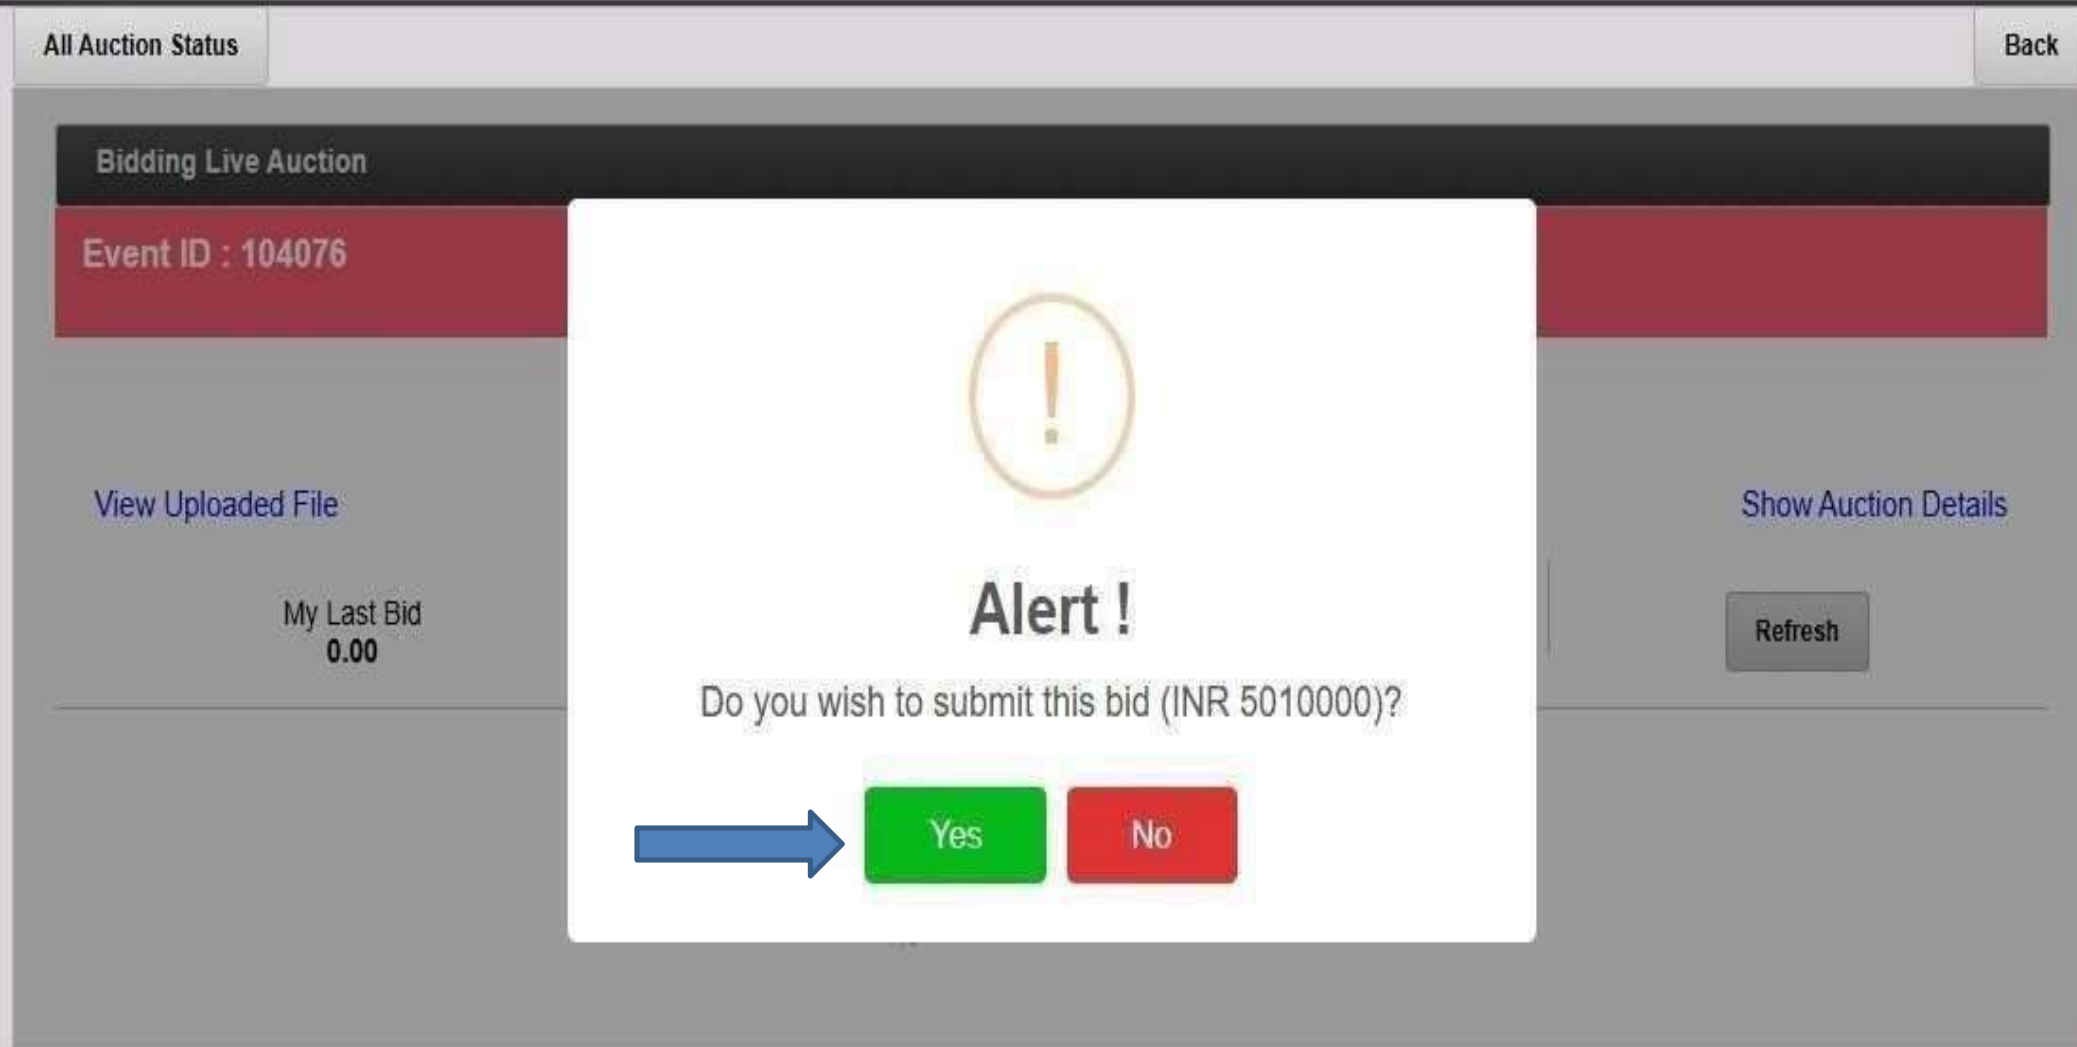 All Auction Status
Back
Bidding Live Auction
Event ID : 104076
View Uploaded File
Show Auction Details
My Last Bid
0.00
Refresh
!
Alert !
Do you wish to submit this bid (INR 5010000)?
Yes
No